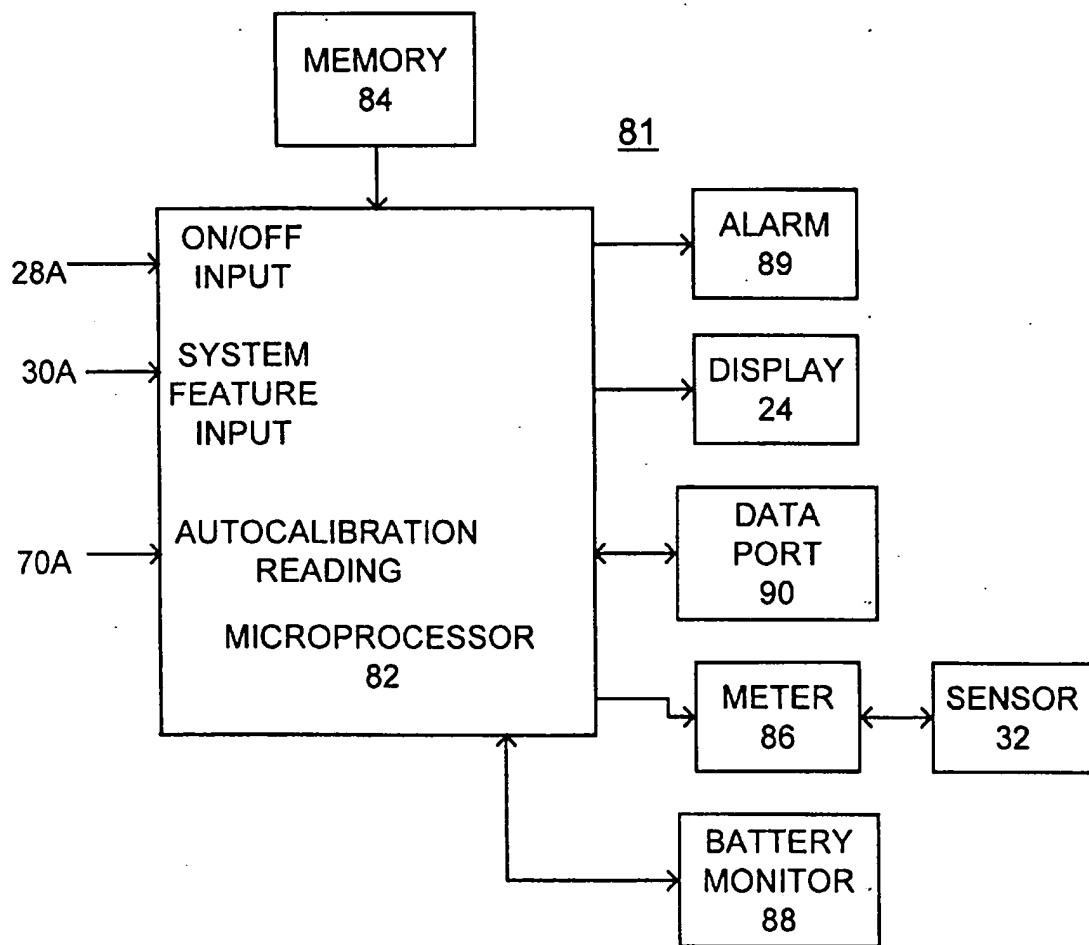 MEMORY
84
81
ON/OFF
INPUT
28A
ALARM
89
SYSTEM
FEATURE
INPUT
30A
DISPLAY
24
AUTOCALIBRATION
READING
70A
DATA
PORT
90
MICROPROCESSOR
82
METER
86
SENSOR
32
BATTERY
MONITOR
88